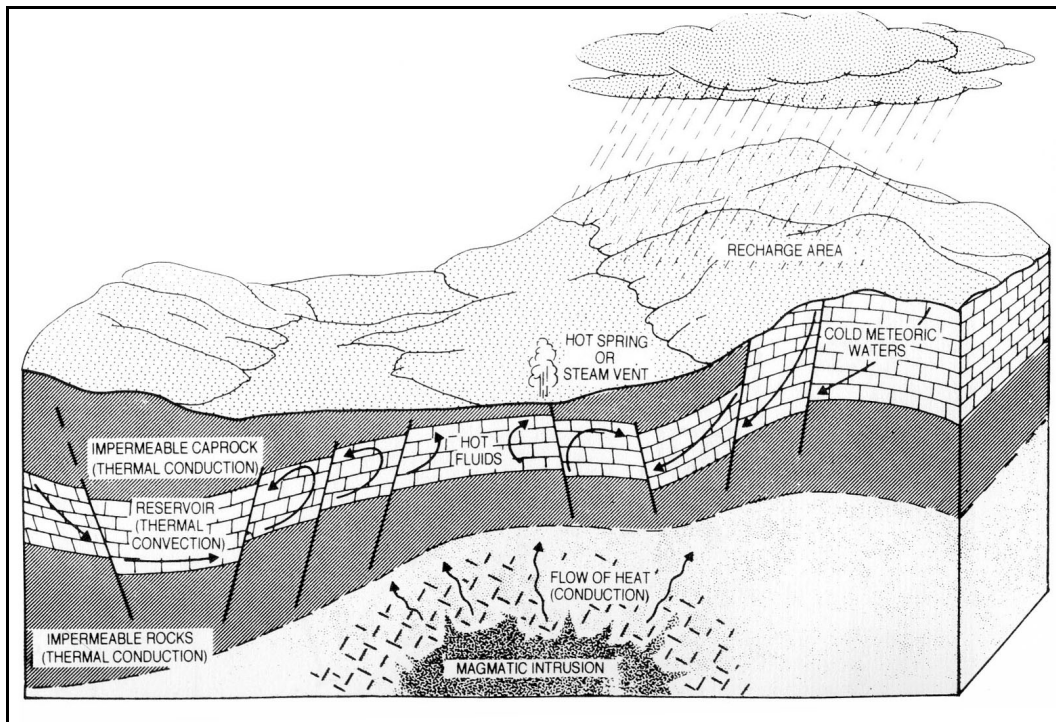 RECHARGE AREA
HOT SPRING
OR
STEAM VENT
COLD METEORIC
WATERS
IMPERMEABLE CAPROCK
(THERMAL CONDUCTION)
HOT
FLUIDS
RESERVOIR
(THERMAL
CONVECTION)
FLOW OF HEAT
(CONDUCTION)
IMPERMEABLE ROCKS
(THERMAL CONDUCTION)
MAGMATIC INTRUSION